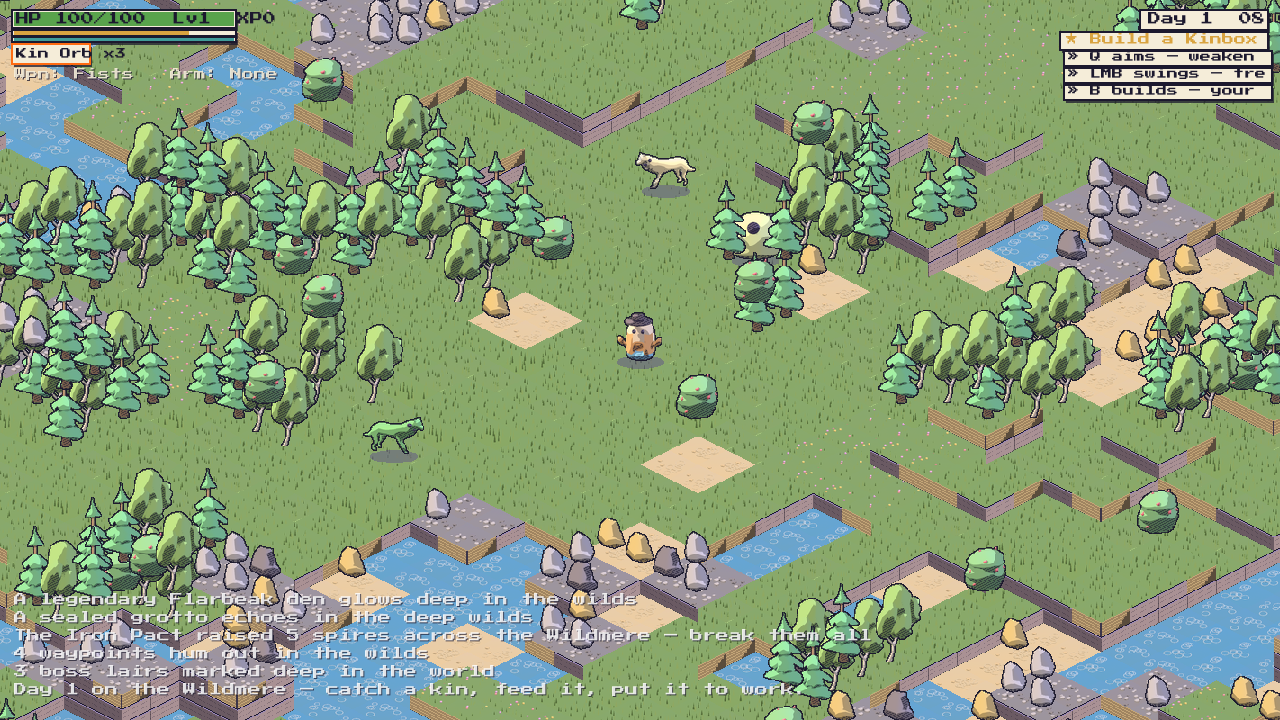 HP 100/100 Lv1 XP0
Kin Orb x3
Wpn: Fists Arm: None
Day 1 08
★ Build a Kinbox
» Q aims — weaken
» LMB swings — tre
» B builds — your
A legendary Flarbeak den glows deep in the wilds
A sealed grotto echoes in the deep wilds
The Iron Pact raised 5 spires across the Wildmere — break them all
4 waypoints hum out in the wilds
3 boss lairs marked deep in the world
Day 1 on the Wildmere — catch a kin, feed it, put it to work.